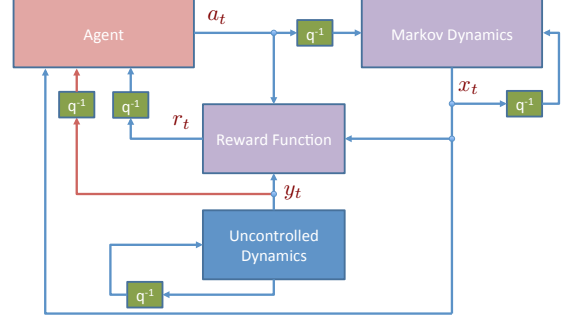 Agent
a_t
q⁻¹
Markov Dynamics
x_t
q⁻¹
q⁻¹
q⁻¹
r_t
Reward Function
y_t
Uncontrolled
Dynamics
q⁻¹